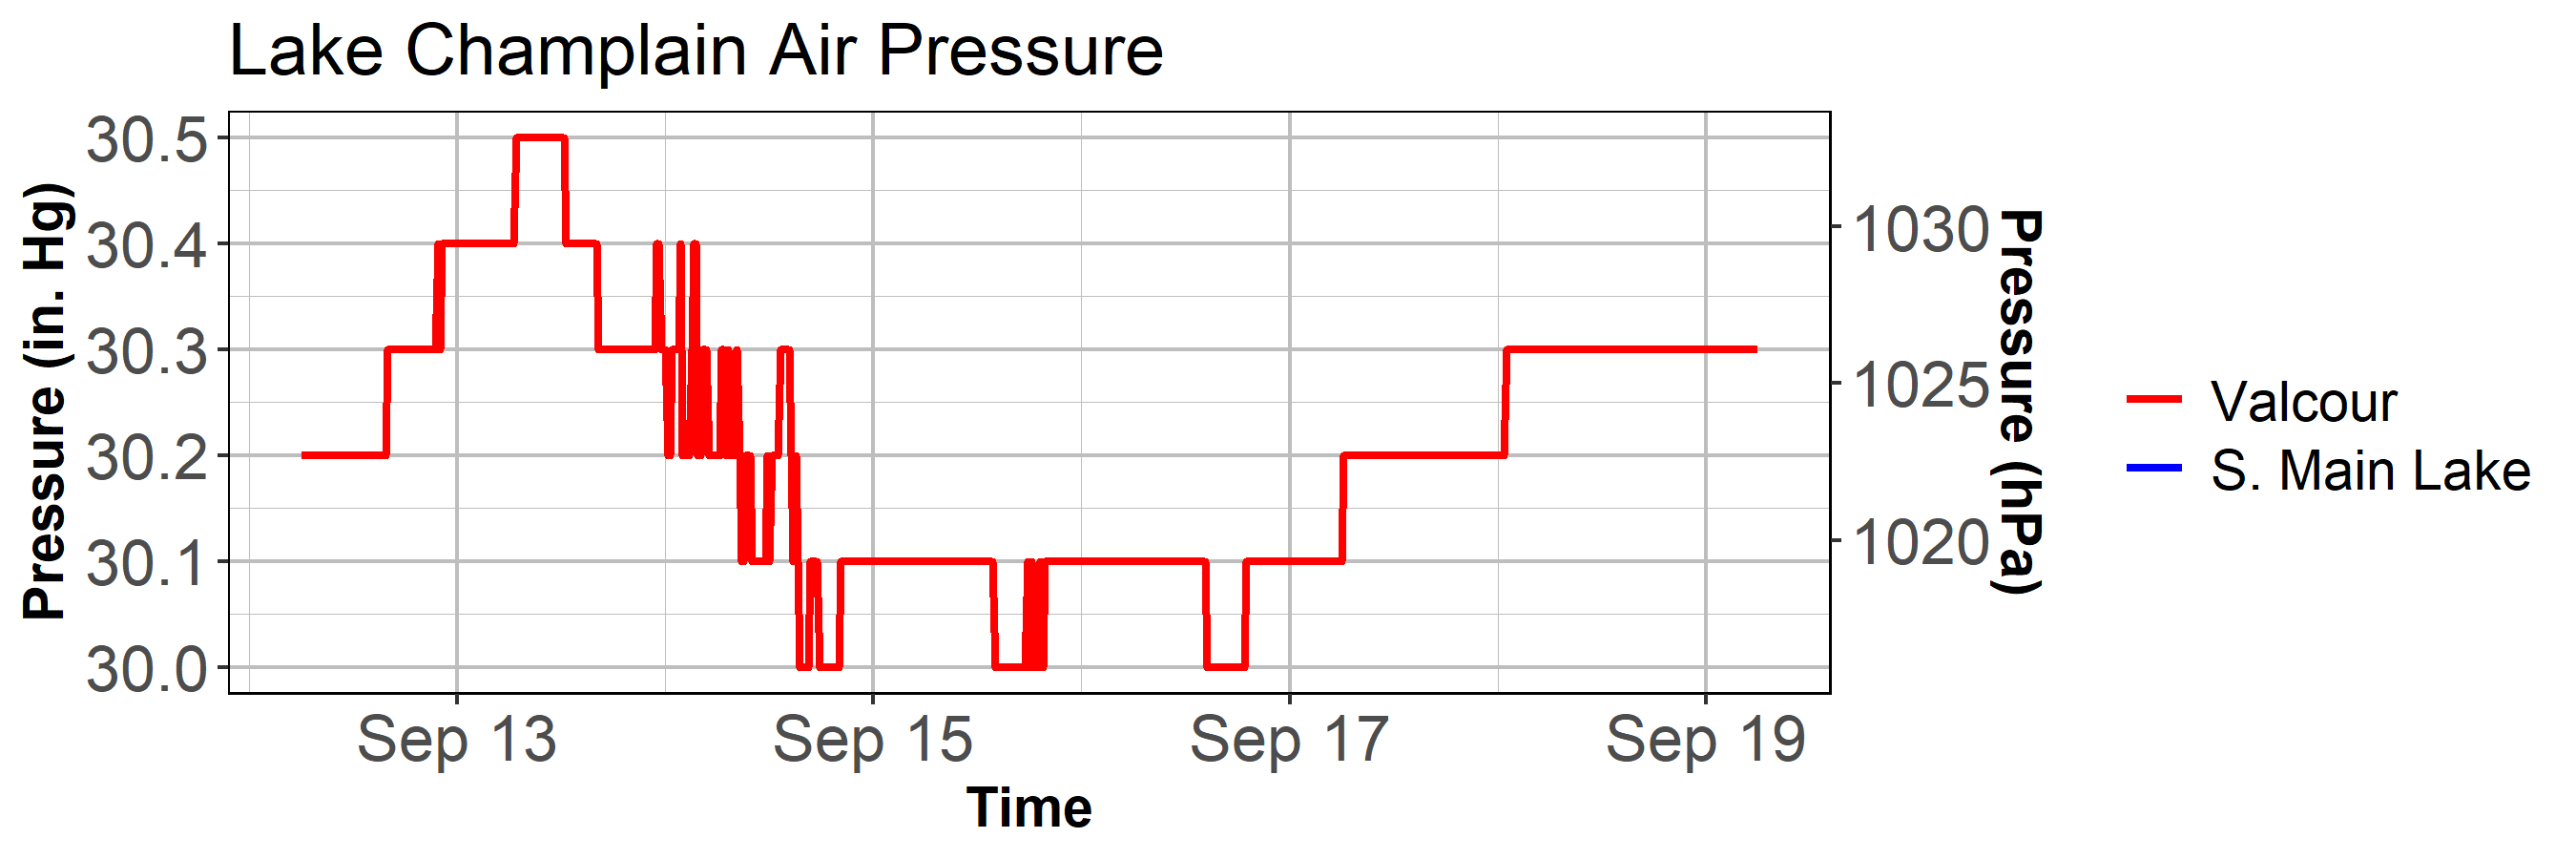 Lake Champlain Air Pressure
Pressure (in. Hg)
30.5
30.4
30.3
30.2
30.1
30.0
Sep 13
Sep 15
Sep 17
Sep 19
Time
1030
1025
1020
Pressure (hPa)
Valcour
S. Main Lake